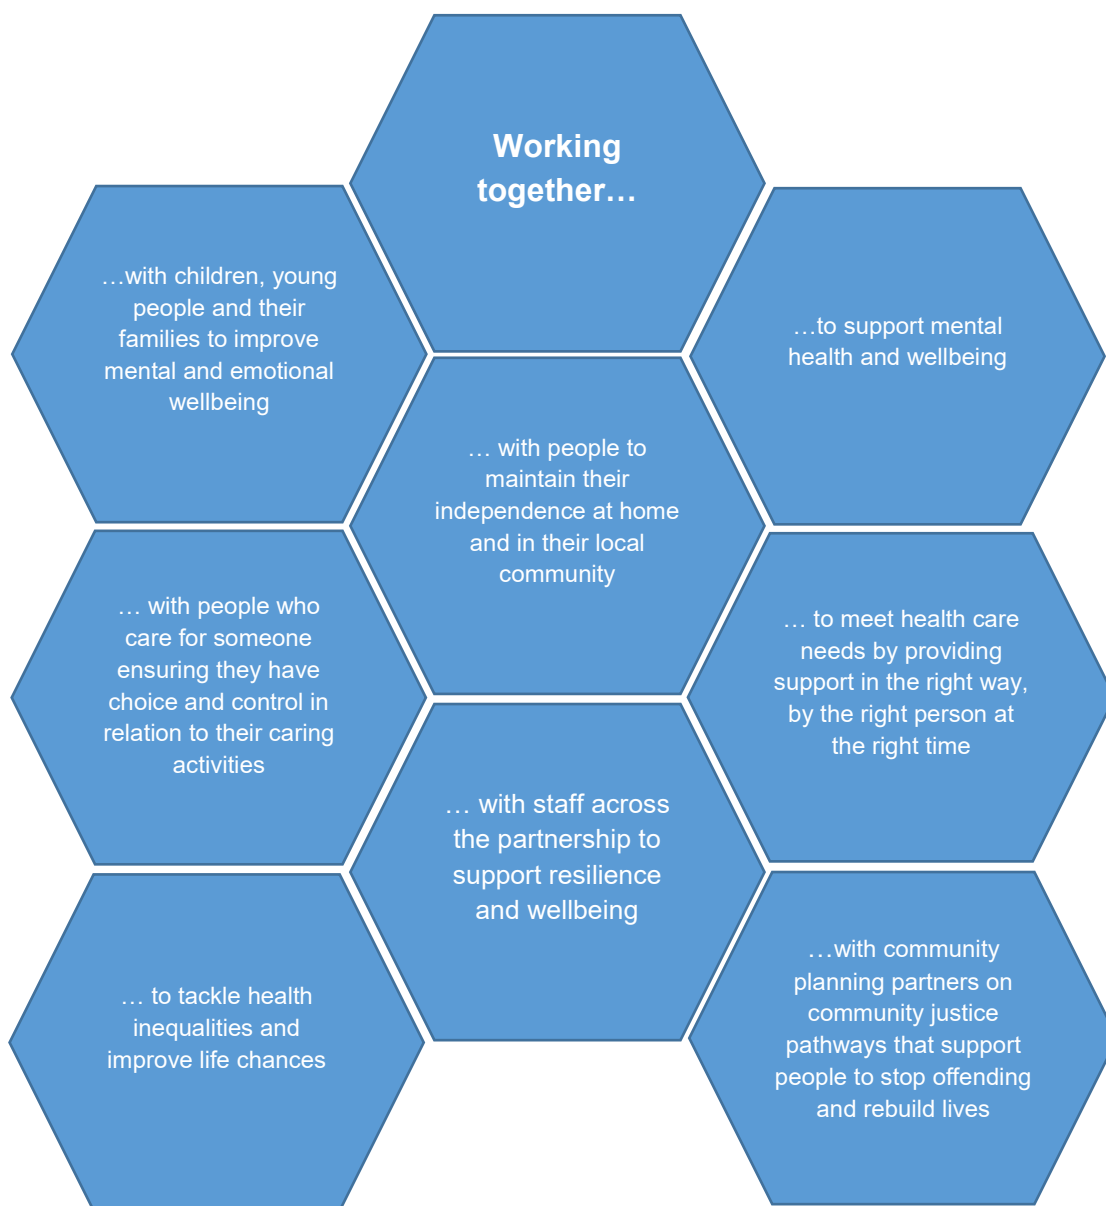 Working
together…
…with children, young
people and their
families to improve
mental and emotional
wellbeing
…to support mental
health and wellbeing
… with people to
maintain their
independence at home
and in their local
community
… with people who
care for someone
ensuring they have
choice and control in
relation to their caring
activities
… to meet health care
needs by providing
support in the right way,
by the right person at
the right time
… with staff across
the partnership to
support resilience
and wellbeing
… to tackle health
inequalities and
improve life chances
…with community
planning partners on
community justice
pathways that support
people to stop offending
and rebuild lives